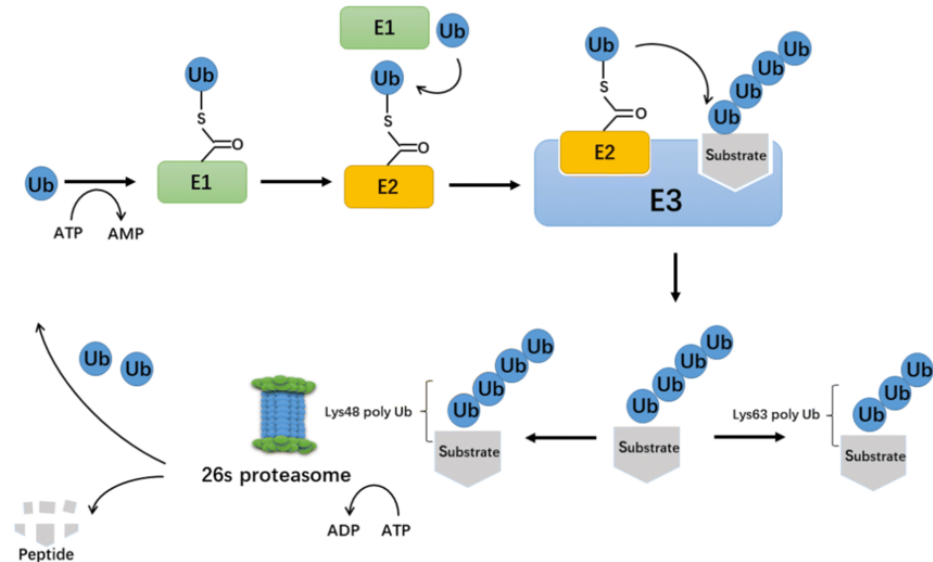 E1
Ub
Ub
Ub
Ub
Ub
Ub
Ub
Ub
S
S
S
O
O
O
E2
Substrate
Ub
E1
E2
E3
ATP
AMP
Ub
Ub
Ub
Ub
Ub
Ub
Ub
Ub
Ub
Ub
Ub
Ub
Ub
Lys48 poly Ub
Lys63 poly Ub
Substrate
Substrate
Substrate
26s proteasome
ADP
ATP
Peptide